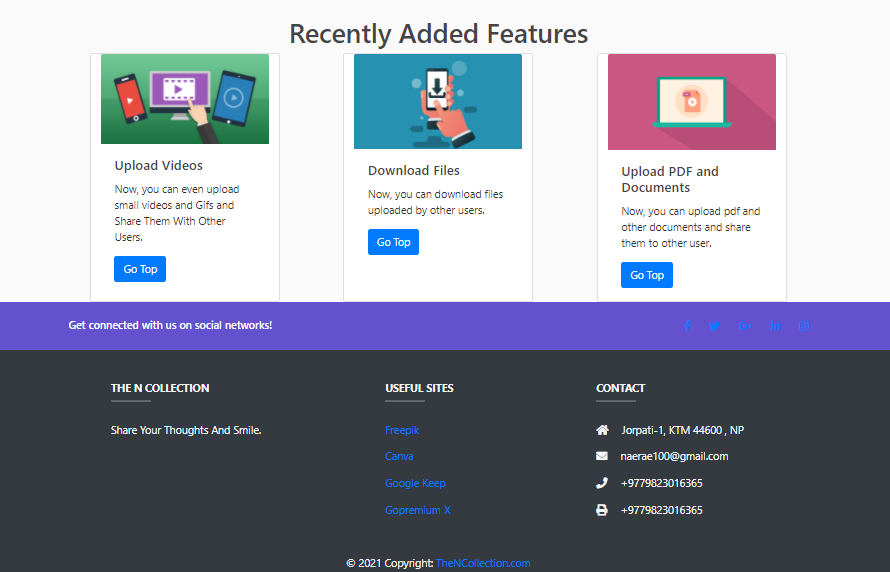 Recently Added Features
Upload Videos
Now, you can even upload
small videos and Gifs and
Share Them With Other
Users.
Go Top
Download Files
Now, you can download files
uploaded by other users.
Go Top
Upload PDF and
Documents
Now, you can upload pdf and
other documents and share
them to other user.
Go Top
Get connected with us on social networks!
THE N COLLECTION
Share Your Thoughts And Smile.
USEFUL SITES
Freepik
Canva
Google Keep
Gopremium X
CONTACT
Jorpati-1, KTM 44600 , NP
naerae100@gmail.com
+9779823016365
+9779823016365
© 2021 Copyright: TheNCollection.com